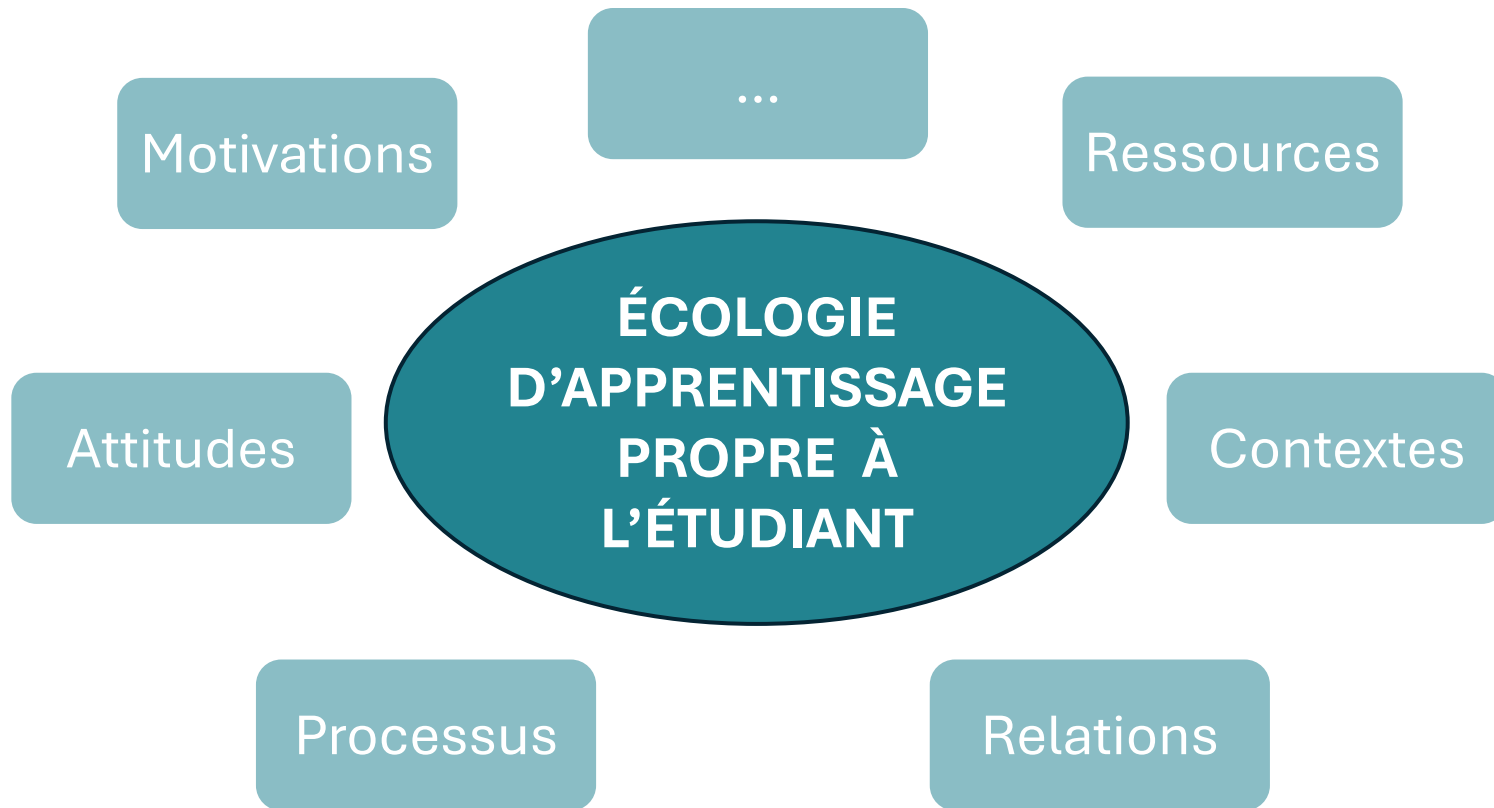 ...
Motivations
Ressources
ÉCOLOGIE
D’APPRENTISSAGE
PROPRE À
L’ÉTUDIANT
Attitudes
Contextes
Processus
Relations